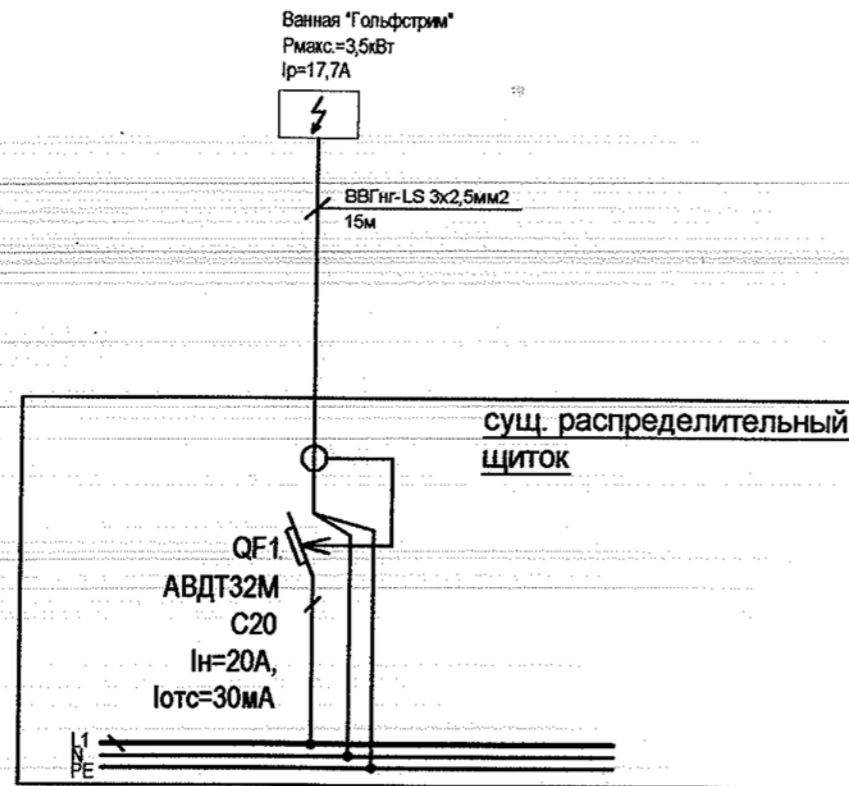 Ванная "Гольфстрим"
Рмакс.=3,5кВт
Iр=17,7А
ВВГнг-LS 3х2,5мм2
15м
сущ. распределительный
щиток
QF1
АВДТ32М
С20
Iн=20А,
Iотс=30мА
L1
N
PE